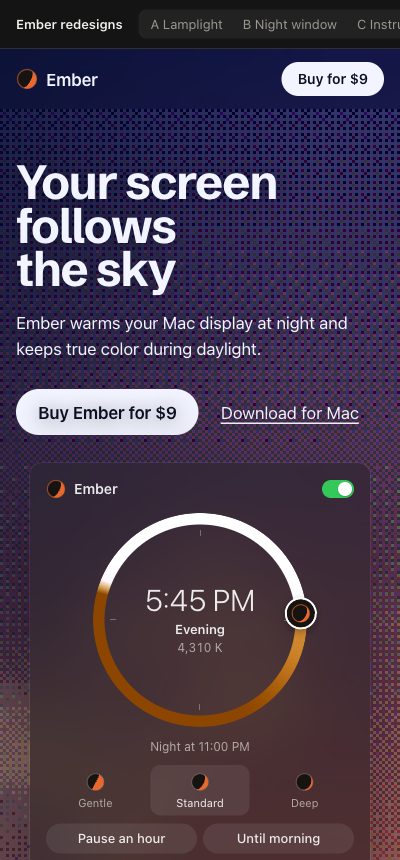 Ember redesigns A Lamplight B Night window C Instru
Ember Buy for $9
Your screen
follows
the sky
Ember warms your Mac display at night and
keeps true color during daylight.
Buy Ember for $9 Download for Mac
Ember
5:45 PM
Evening
4,310 K
Night at 11:00 PM
Gentle Standard Deep
Pause an hour Until morning